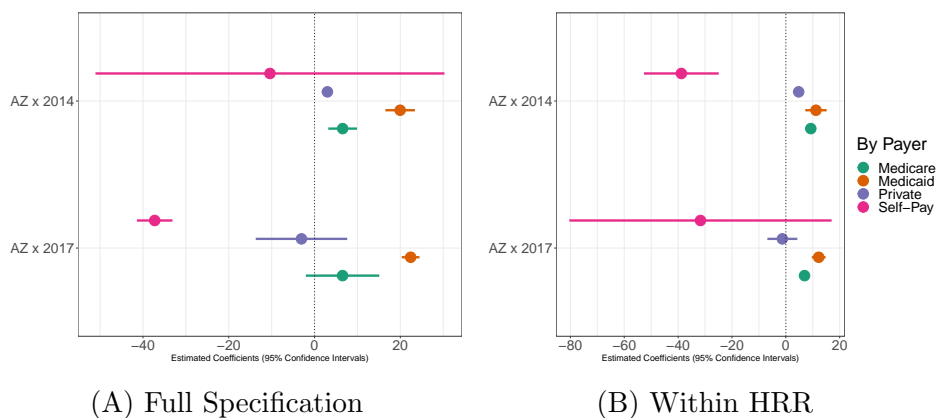 AZ x 2014
AZ x 2017
−40
−20
0
20
Estimated Coefficients (95% Confidence Intervals)
(A) Full Specification
AZ x 2014
AZ x 2017
−80
−60
−40
−20
0
20
Estimated Coefficients (95% Confidence Intervals)
(B) Within HRR
By Payer
Medicare
Medicaid
Private
Self−Pay